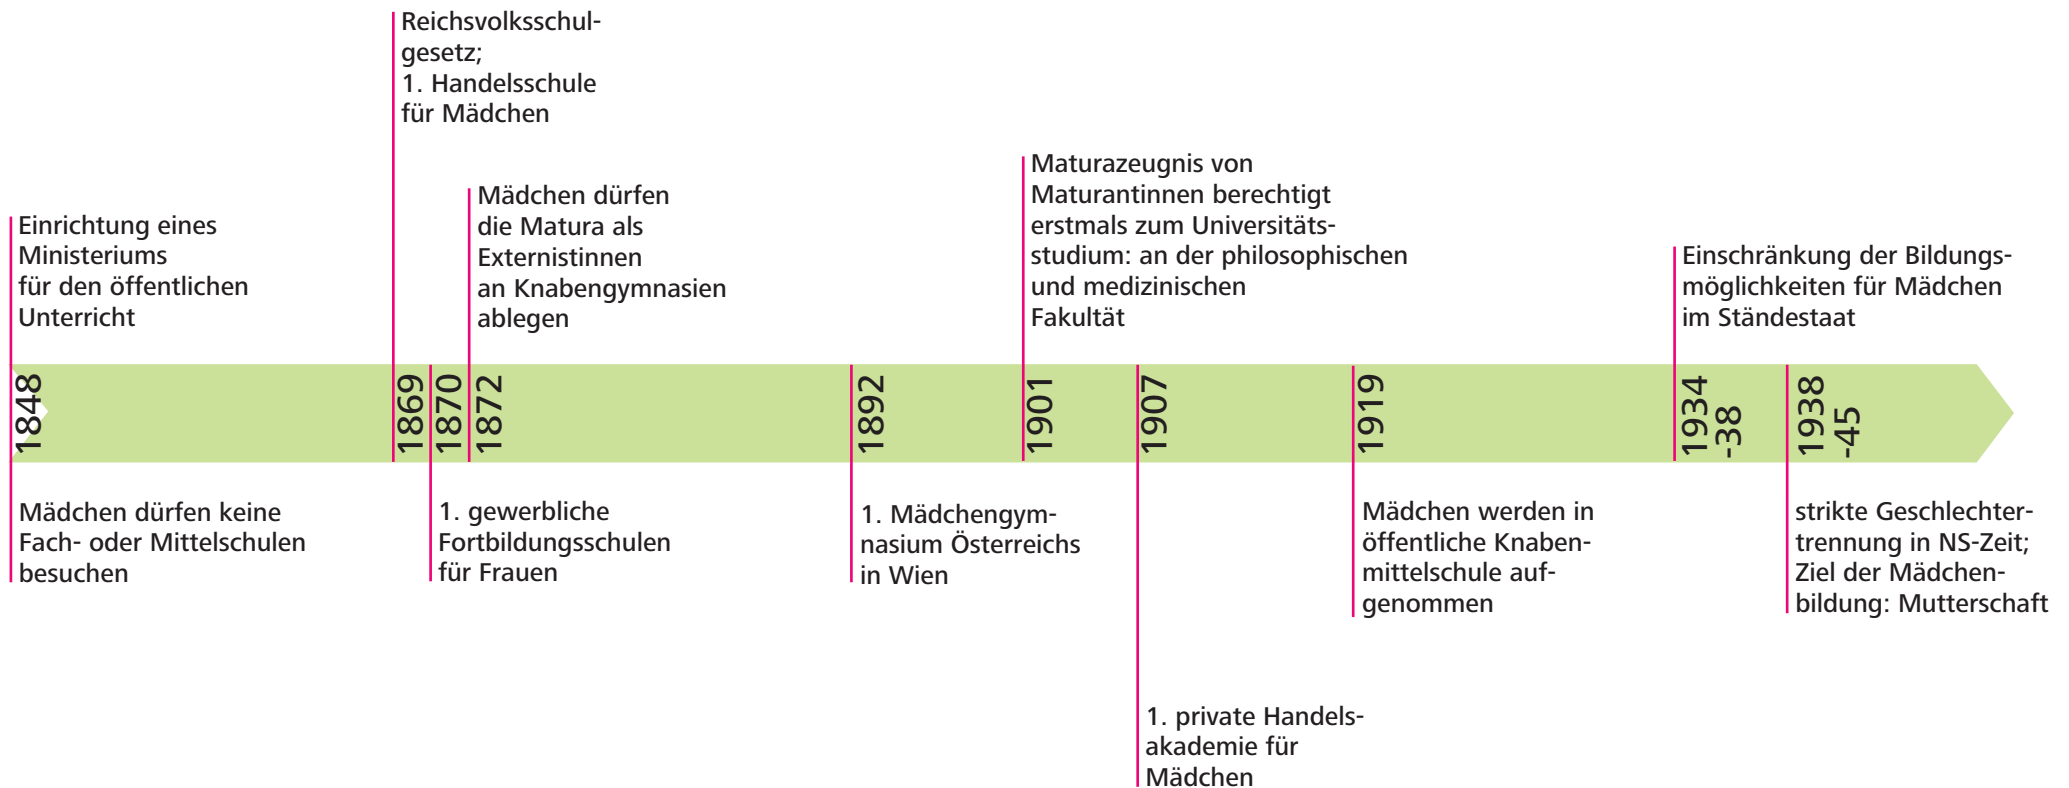 Reichsvolksschul-
gesetz;
1. Handelsschule
für Mädchen
Einrichtung eines
Ministeriums
für den öffentlichen
Unterricht
Mädchen dürfen
die Matura als
Externistinnen
an Knabengymnasien
ablegen
Maturazeugnis von
Maturantinnen berechtigt
erstmals zum Universitäts-
studium: an der philosophischen
und medizinischen
Fakultät
Einschränkung der Bildungs-
möglichkeiten für Mädchen
im Ständestaat
1848
1869
1870
1872
1892
1901
1907
1919
1934
-38
1938
-45
Mädchen dürfen keine
Fach- oder Mittelschulen
besuchen
1. gewerbliche
Fortbildungsschulen
für Frauen
1. Mädchengym-
nasium Österreichs
in Wien
Mädchen werden in
öffentliche Knaben-
mittelschule auf-
genommen
strikte Geschlechter-
trennung in NS-Zeit;
Ziel der Mädchen-
bildung: Mutterschaft
1. private Handels-
akademie für
Mädchen